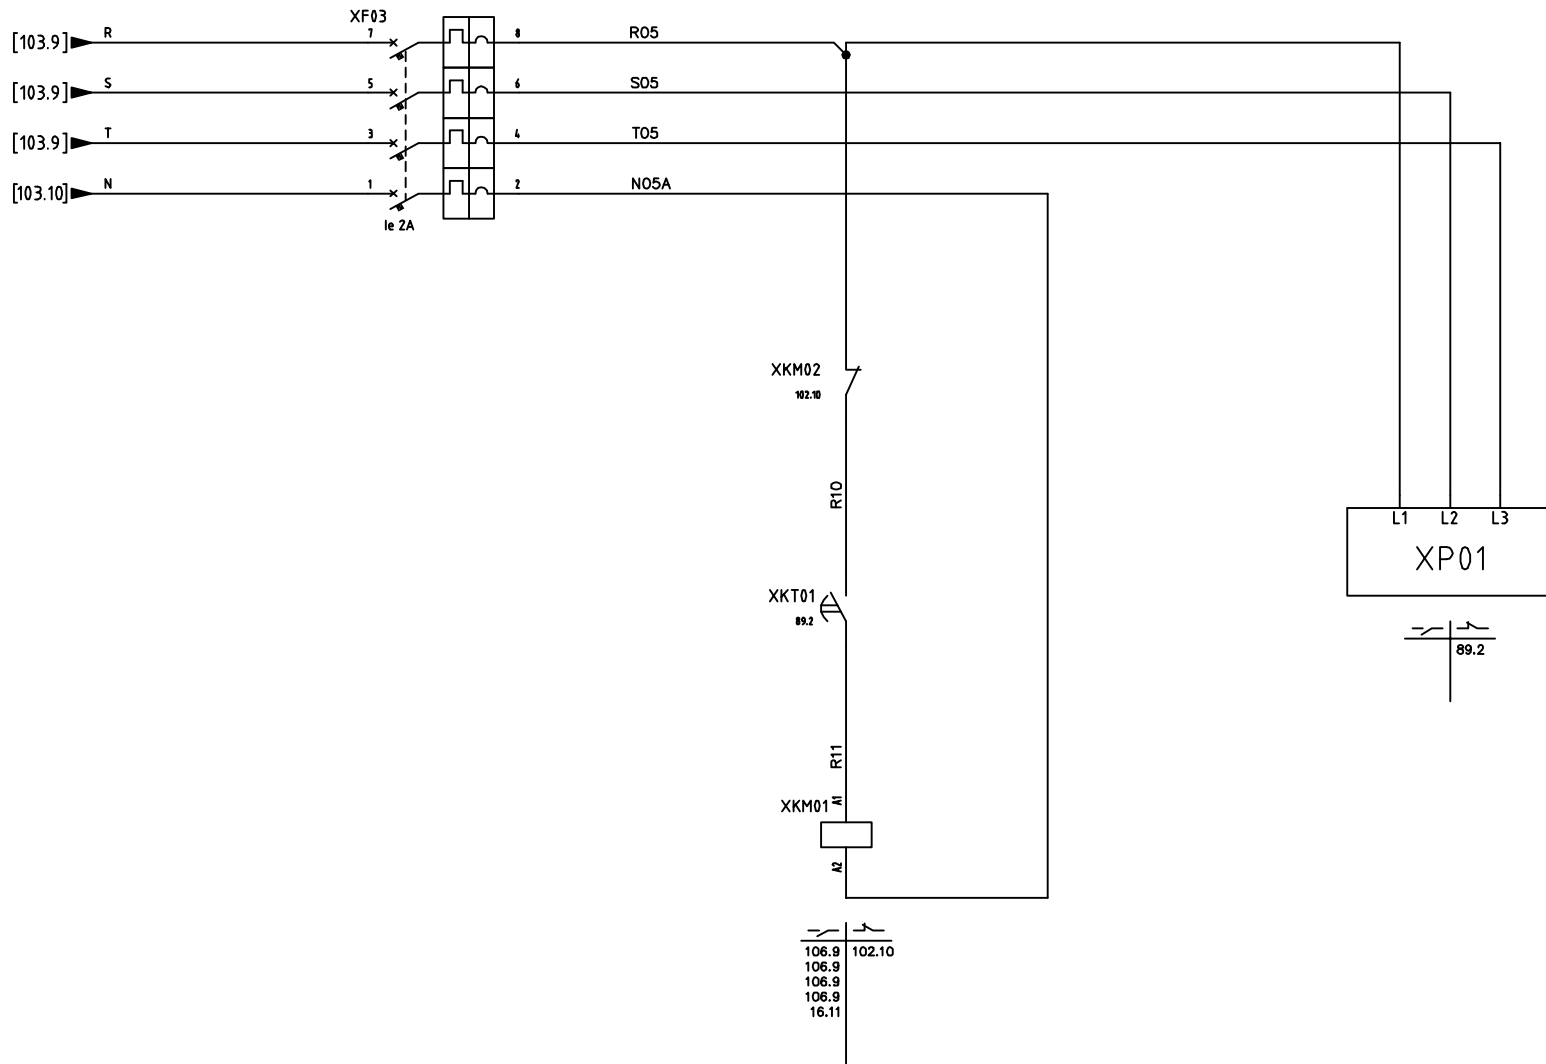 XF03
[103.9] R 7 8 R05
[103.9] S 5 6 S05
[103.9] T 3 4 T05
[103.10] N 1 2 N05A
Ie 2A
XKM02
102.10
R10
L1 L2 L3
XP01
XKT01
89.2
89.2
R11
A1
XKM01
A2
106.9 102.10
106.9
106.9
106.9
16.11